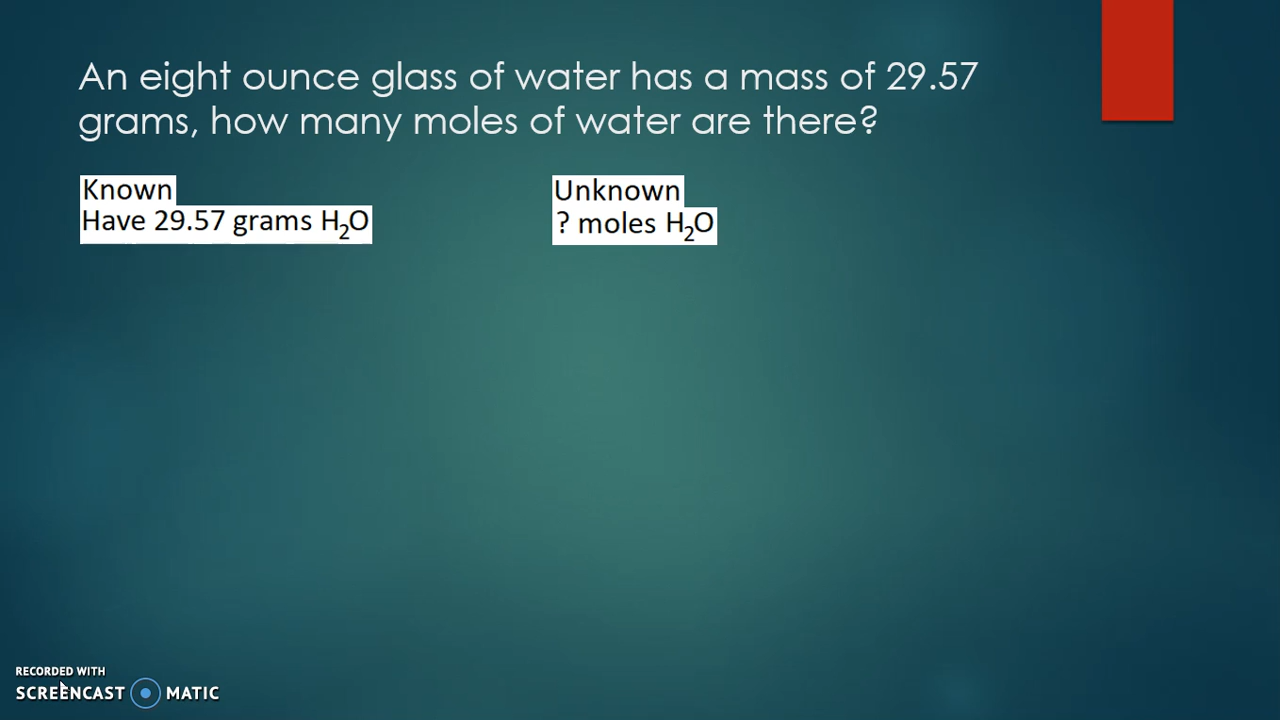 An eight ounce glass of water has a mass of 29.57
grams, how many moles of water are there?
Known
Have 29.57 grams H₂O
Unknown
? moles H₂O
RECORDED WITH
SCREENCAST MATIC